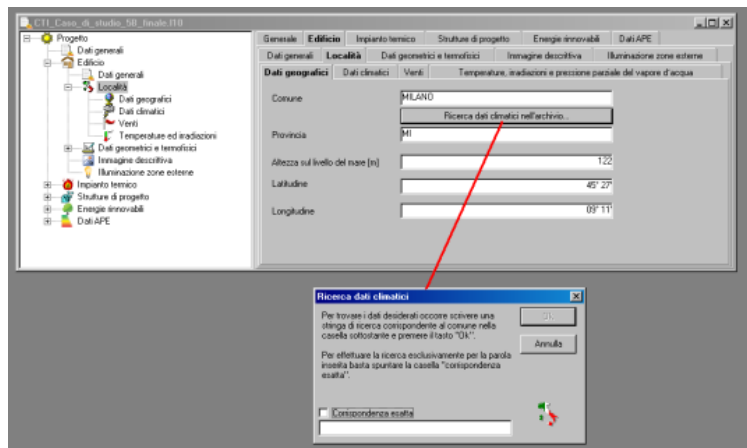 CTI_Caso_di_studio_5B_finale.l10
Progetto
Dati generali
Edificio
Dati generali
Località
Dati geografici
Dati climatici
Venti
Temperature ed irradiazioni
Dati geometrici e termofisici
Immagine descrittiva
Illuminazione zone esterne
Impianto termico
Strutture di progetto
Energie rinnovabili
Dati APE
Generale Edificio Impianto termico Strutture di progetto Energie rinnovabili Dati APE
Dati generali Località Dati geometrici e termofisici Immagine descrittiva Illuminazione zone esterne
Dati geografici Dati climatici Venti Temperature, irradiazioni e pressione parziale del vapore d'acqua
Comune MILANO
Ricerca dati climatici nell'archivio...
Provincia MI
Altezza sul livello del mare [m] 122
Latitudine 45° 27'
Longitudine 09° 11'
Ricerca dati climatici
Per trovare i dati desiderati occorre scrivere una
stringa di ricerca corrispondente al comune nella
casella sottostante e premere il tasto "Ok".
Per effettuare la ricerca esclusivamente per la parola
inserita basta spuntare la casella "corrispondenza
esatta".
Ok
Annulla
Corrispondenza esatta